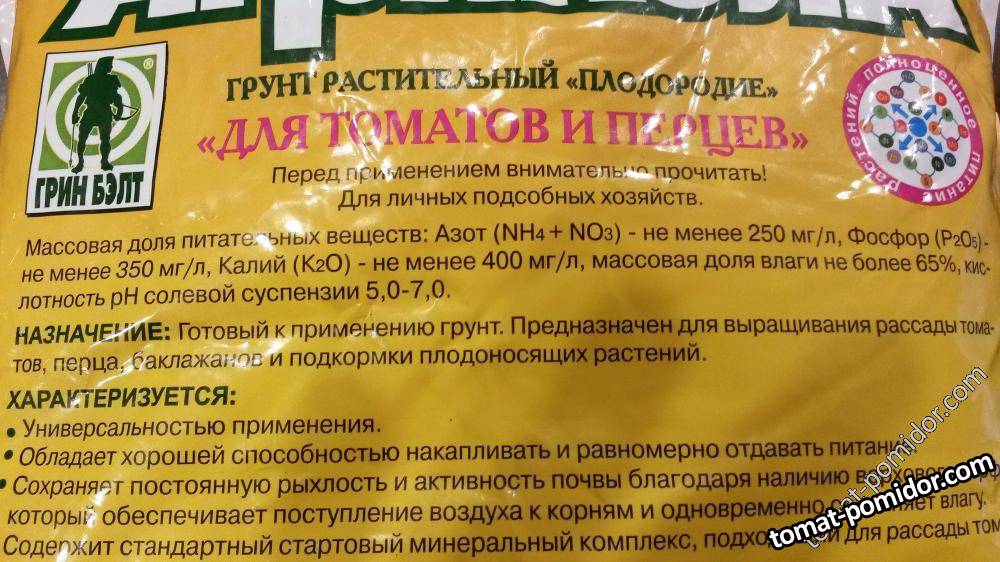 ГРИН БЭЛТ
ГРУНТ РАСТИТЕЛЬНЫЙ «ПЛОДОРОДИЕ»
«ДЛЯ ТОМАТОВ И ПЕРЦЕВ»
полноценное питание растений
Перед применением внимательно прочитать!
Для личных подсобных хозяйств.
Массовая доля питательных веществ: Азот (NH4 + NO3) - не менее 250 мг/л, Фосфор (P2O5)-
не менее 350 мг/л, Калий (K2O) - не менее 400 мг/л, массовая доля влаги не более 65%, кис-
лотность pH солевой суспензии 5,0-7,0.
НАЗНАЧЕНИЕ: Готовый к применению грунт. Предназначен для выращивания рассады тома-
тов, перца, баклажанов и подкормки плодоносящих растений.
ХАРАКТЕРИЗУЕТСЯ:
• Универсальностью применения.
• Обладает хорошей способностью накапливать и равномерно отдавать
• Сохраняет постоянную рыхлость и активность почвы благодаря наличию
который обеспечивает поступление воздуха к корням и одновременно влагу.
Содержит стандартный стартовый минеральный комплекс, для рассады
tomat-pomidor.com
tomat-pomidor.com